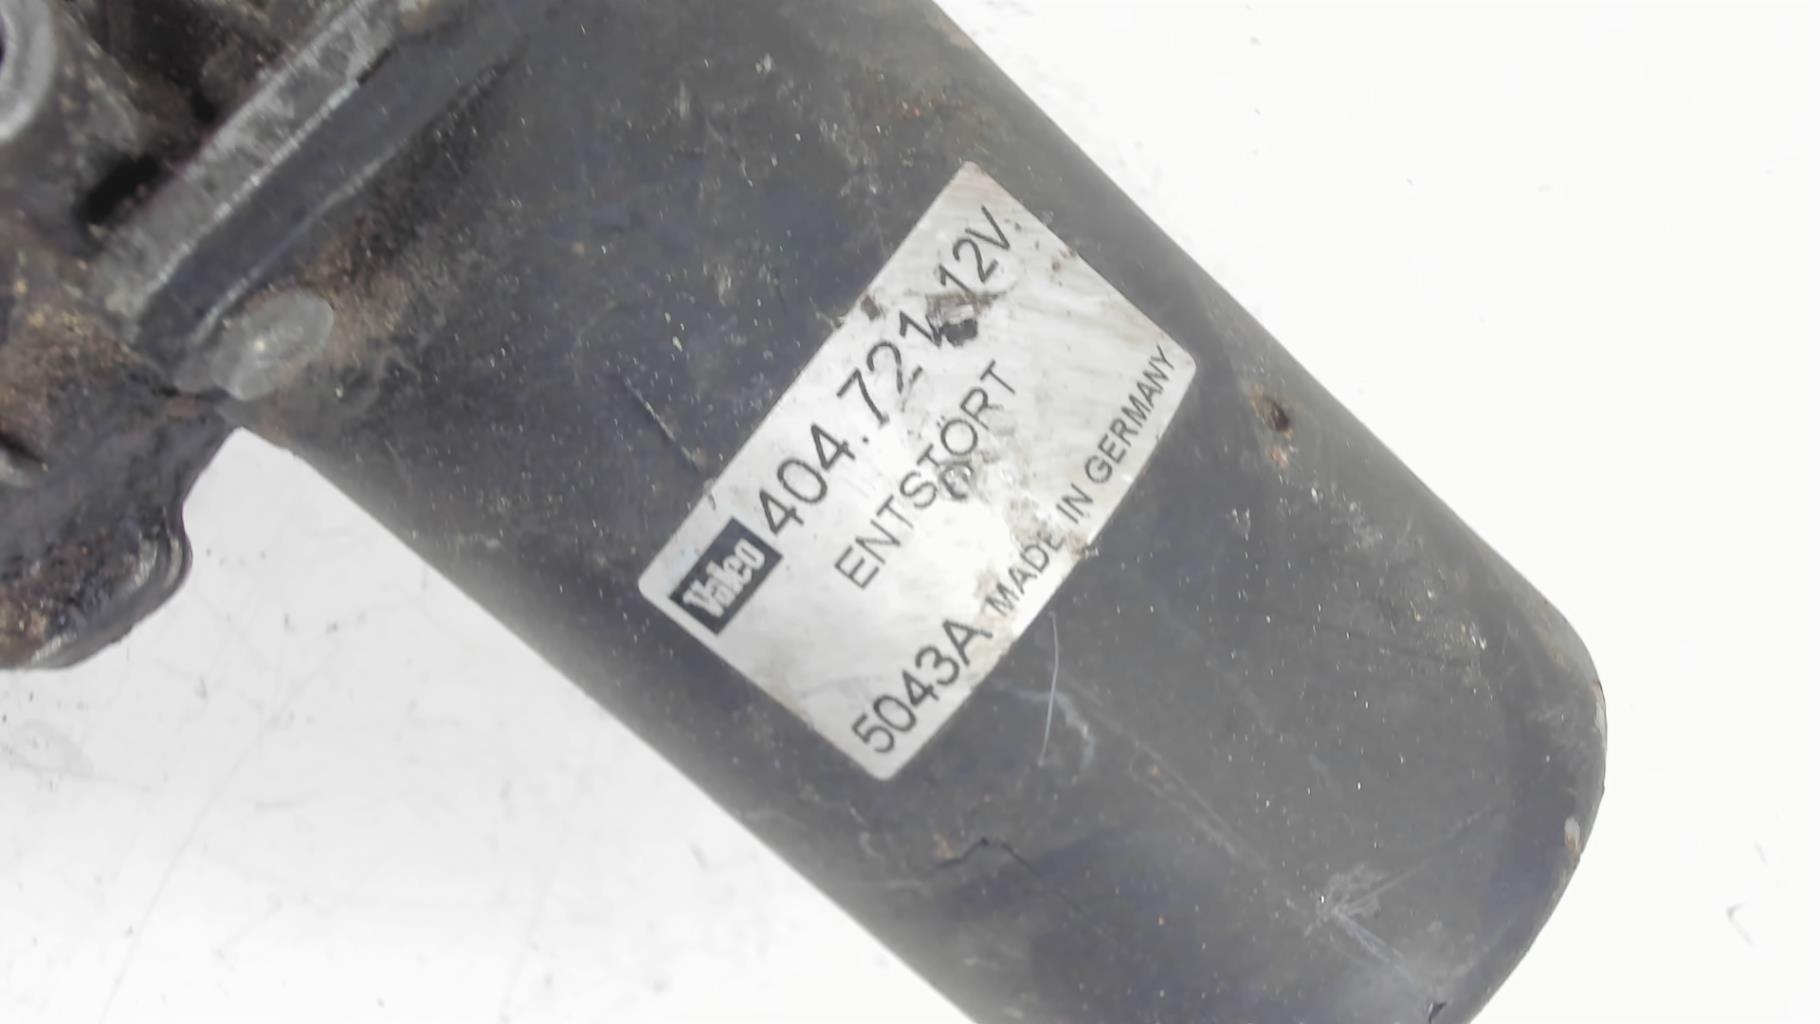 Valeo 404.721 12V
ENTSTÖRT
5043A MADE IN GERMANY